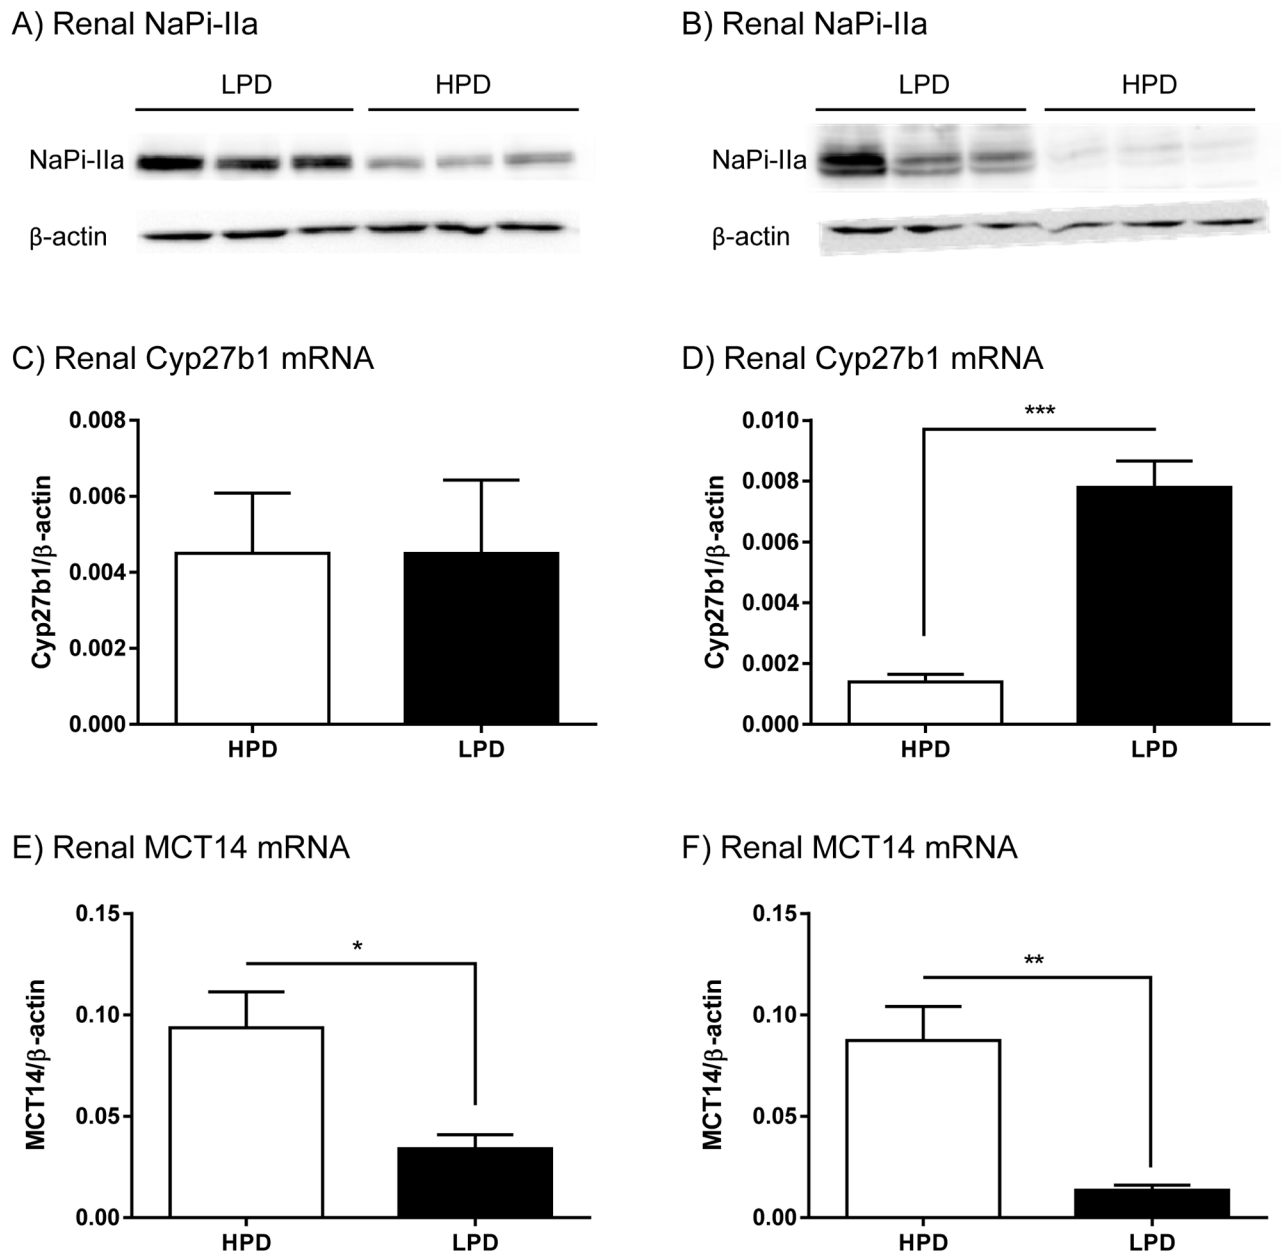 A) Renal NaPi-IIa
LPD HPD
NaPi-IIa
β-actin
B) Renal NaPi-IIa
LPD HPD
NaPi-IIa
β-actin
C) Renal Cyp27b1 mRNA
0.008
0.006
0.004
0.002
0.000
Cyp27b1/β-actin
HPD LPD
D) Renal Cyp27b1 mRNA
***
0.010
0.008
0.006
0.004
0.002
0.000
Cyp27b1/β-actin
HPD LPD
E) Renal MCT14 mRNA
*
0.15
0.10
0.05
0.00
MCT14/β-actin
HPD LPD
F) Renal MCT14 mRNA
**
0.15
0.10
0.05
0.00
MCT14/β-actin
HPD LPD